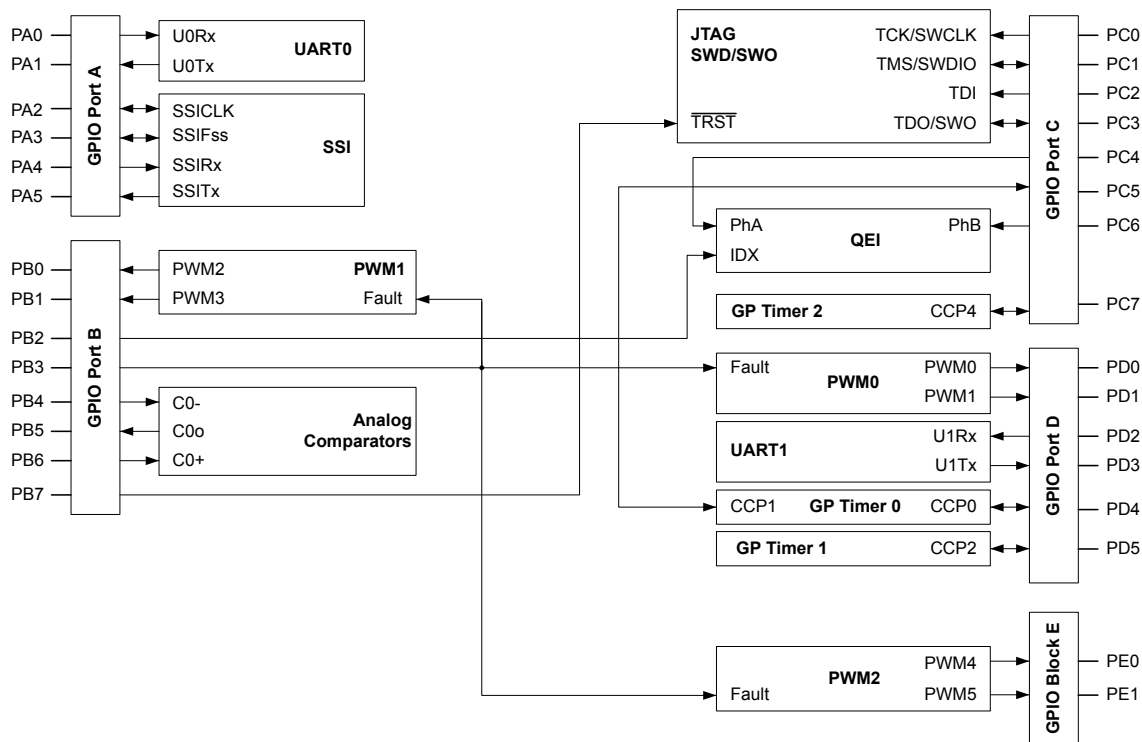 PA0
PA1
PA2
PA3
PA4
PA5
GPIO Port A
U0Rx
U0Tx
UART0
SSICLK
SSIFss
SSIRx
SSITx
SSI
PB0
PB1
PB2
PB3
PB4
PB5
PB6
PB7
GPIO Port B
PWM2
PWM3
PWM1
Fault
C0-
C0o
C0+
Analog
Comparators
JTAG
SWD/SWO
TRST
TCK/SWCLK
TMS/SWDIO
TDI
TDO/SWO
PhA
IDX
QEI
PhB
GP Timer 2
CCP4
GPIO Port C
PC0
PC1
PC2
PC3
PC4
PC5
PC6
PC7
Fault
PWM0
PWM0
PWM1
UART1
U1Rx
U1Tx
CCP1
GP Timer 0
CCP0
GP Timer 1
CCP2
GPIO Port D
PD0
PD1
PD2
PD3
PD4
PD5
Fault
PWM2
PWM4
PWM5
GPIO Block E
PE0
PE1